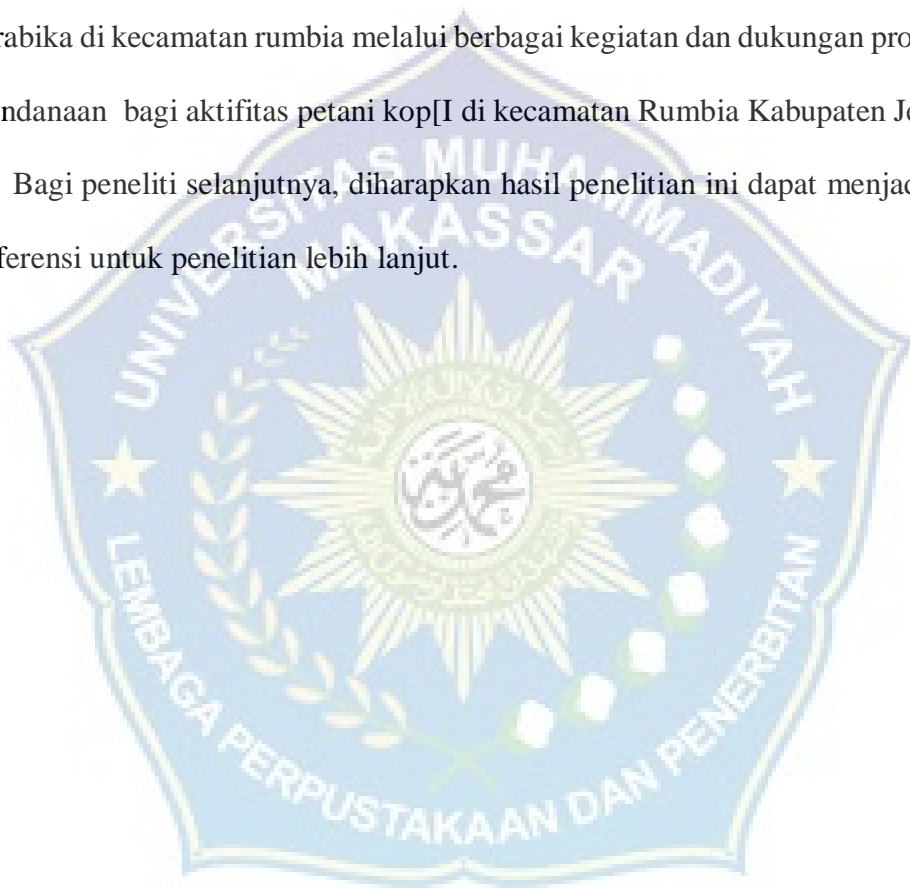 rabika di kecamatan rumbia melalui berbagai kegiatan dan dukungan pro
ndanaan bagi aktifitas petani kop[I di kecamatan Rumbia Kabupaten Je
Bagi peneliti selanjutnya, diharapkan hasil penelitian ini dapat menjad
ferensi untuk penelitian lebih lanjut.
UNIVERSITAS MUHAMMADIYAH
MAKASSAR
LEMBAGA PERPUSTAKAAN DAN PENERBITAN